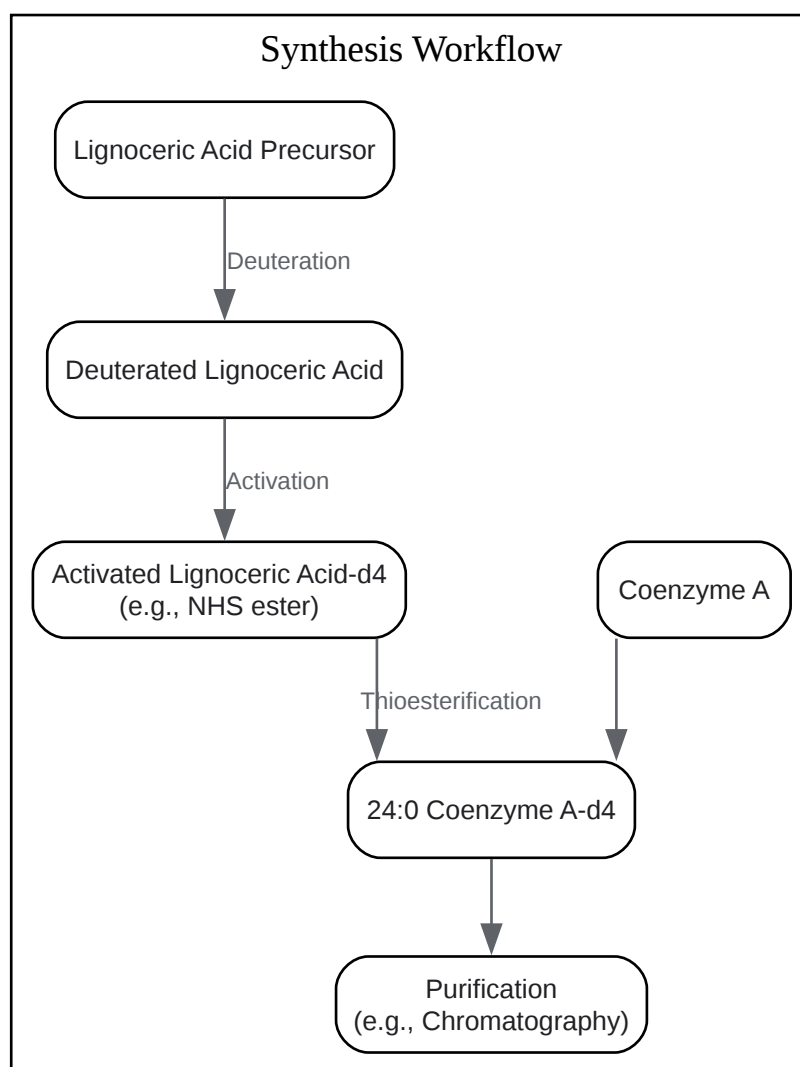 Synthesis Workflow
Lignoceric Acid Precursor
Deuteration
Deuterated Lignoceric Acid
Activation
Activated Lignoceric Acid-d4
(e.g., NHS ester)
Coenzyme A
Thioesterification
24:0 Coenzyme A-d4
Purification
(e.g., Chromatography)